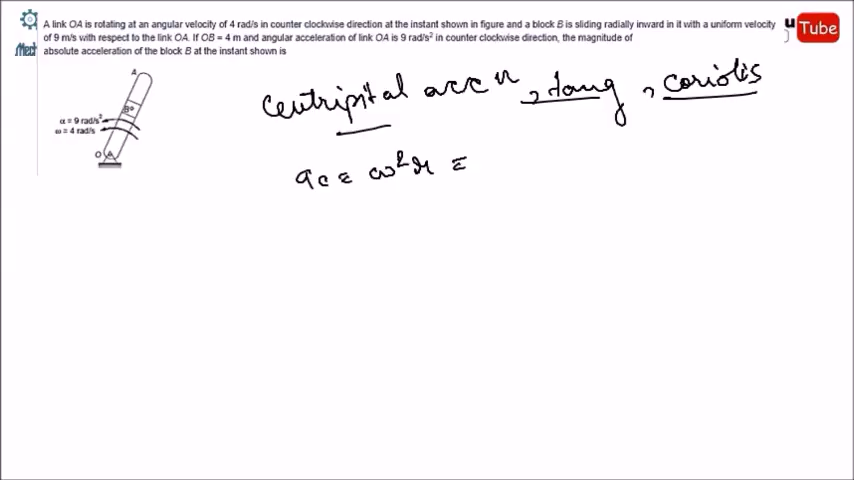 A link OA is rotating at an angular velocity of 4 rad/s in counter clockwise direction at the instant shown in figure and a block B is sliding radially inward in it with a uniform velocity
of 9 m/s with respect to the link OA. If OB = 4 m and angular acceleration of link OA is 9 rad/s² in counter clockwise direction, the magnitude of
absolute acceleration of the block B at the instant shown is
u Tube
Mech
A
B
α = 9 rad/s²
ω = 4 rad/s
O
centripital accn, tang, coriolis
ac = ω²r =